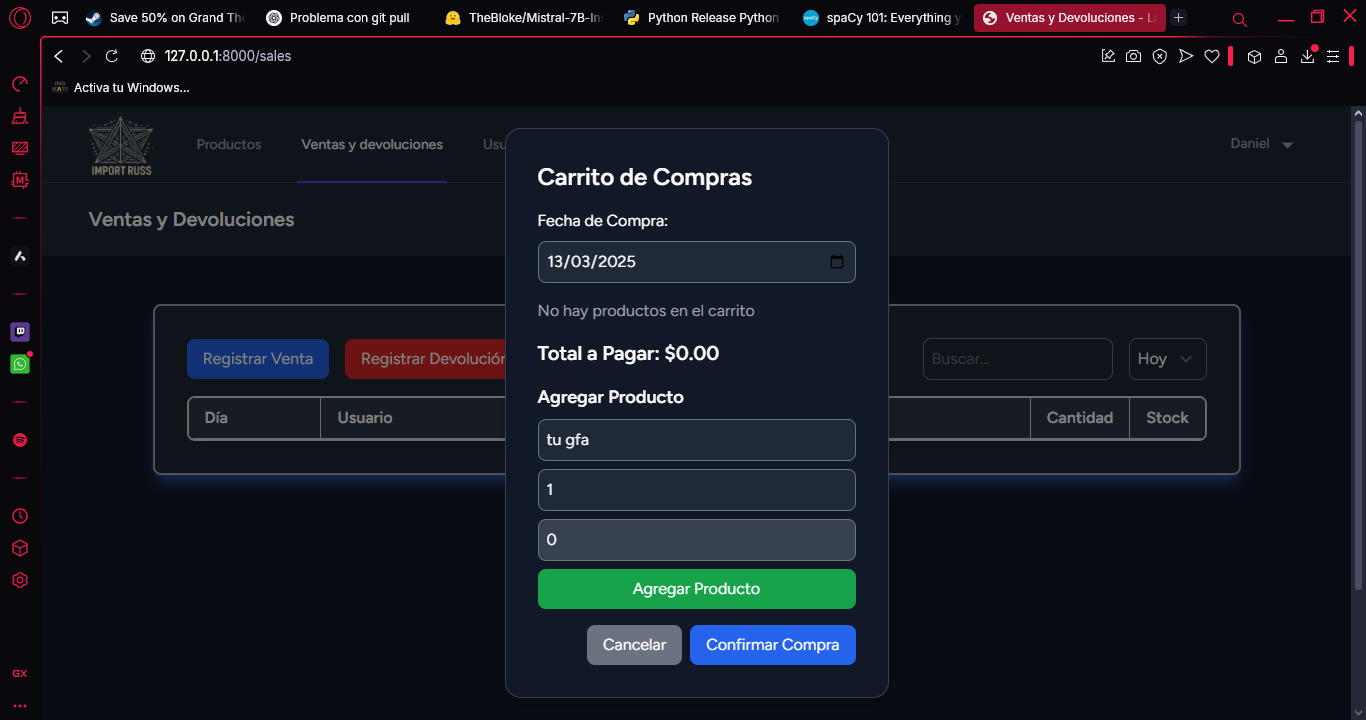 Save 50% on Grand The
Problema con git pull
TheBloke/Mistral-7B-Ins
Python Release Python
spaCy
spaCy 101: Everything y
Ventas y Devoluciones - La
127.0.0.1:8000/sales
Activa tu Windows...
IMPORT RUSS
Productos
Ventas y devoluciones
Usu
Daniel
Ventas y Devoluciones
Carrito de Compras
Fecha de Compra:
13/03/2025
No hay productos en el carrito
Total a Pagar: $0.00
Registrar Venta
Registrar Devolución
Buscar...
Hoy
Día
Usuario
Cantidad
Stock
Agregar Producto
tu gfa
1
0
Agregar Producto
Cancelar
Confirmar Compra
GX